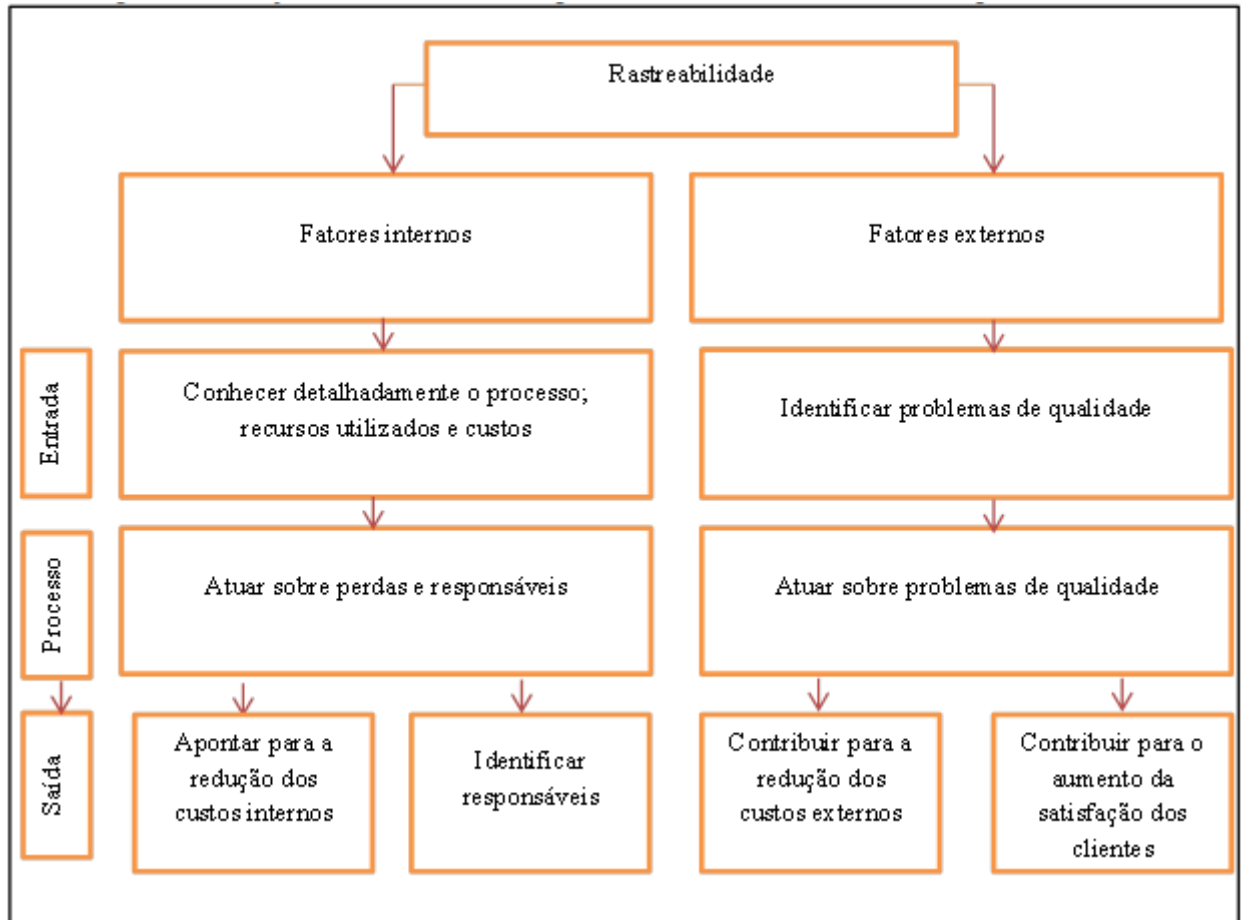 Rastreabilidade
Fatores internos
Fatores externos
Entrada
Conhecer detalhadamente o processo;
recursos utilizados e custos
Identificar problemas de qualidade
Processo
Atuar sobre perdas e responsáveis
Atuar sobre problemas de qualidade
Saída
Apontar para a
redução dos
custos internos
Identificar
responsáveis
Contribuir para a
redução dos
custos externos
Contribuir para o
aumento da
satisfação dos
clientes